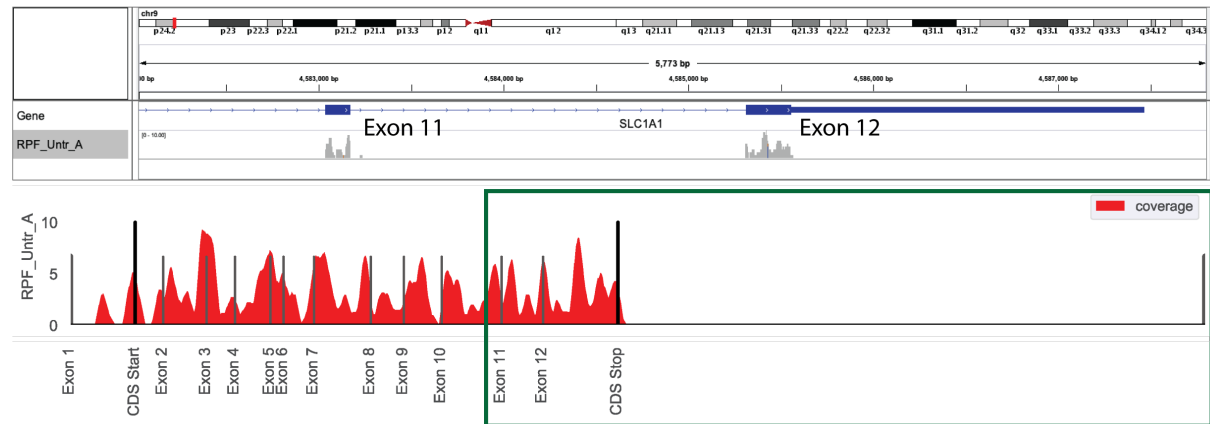 chr9
p24.2 p23 p22.3 p22.1 p21.2 p21.1 p13.3 p12 q11 q12 q13 q21.11 q21.13 q21.31 q21.33 q22.2 q22.32 q31.1 q31.2 q32 q33.1 q33.2 q33.3 q34.12 q34.3
5,773 bp
00 bp 4,583,000 bp 4,584,000 bp 4,585,000 bp 4,586,000 bp 4,587,000 bp
Gene
Exon 11 SLC1A1 Exon 12
RPF_Untr_A
[0 - 10.00]
coverage
RPF_Untr_A
10
5
0
Exon 1
CDS Start
Exon 2
Exon 3
Exon 4
Exon 5
Exon 6
Exon 7
Exon 8
Exon 9
Exon 10
Exon 11
Exon 12
CDS Stop